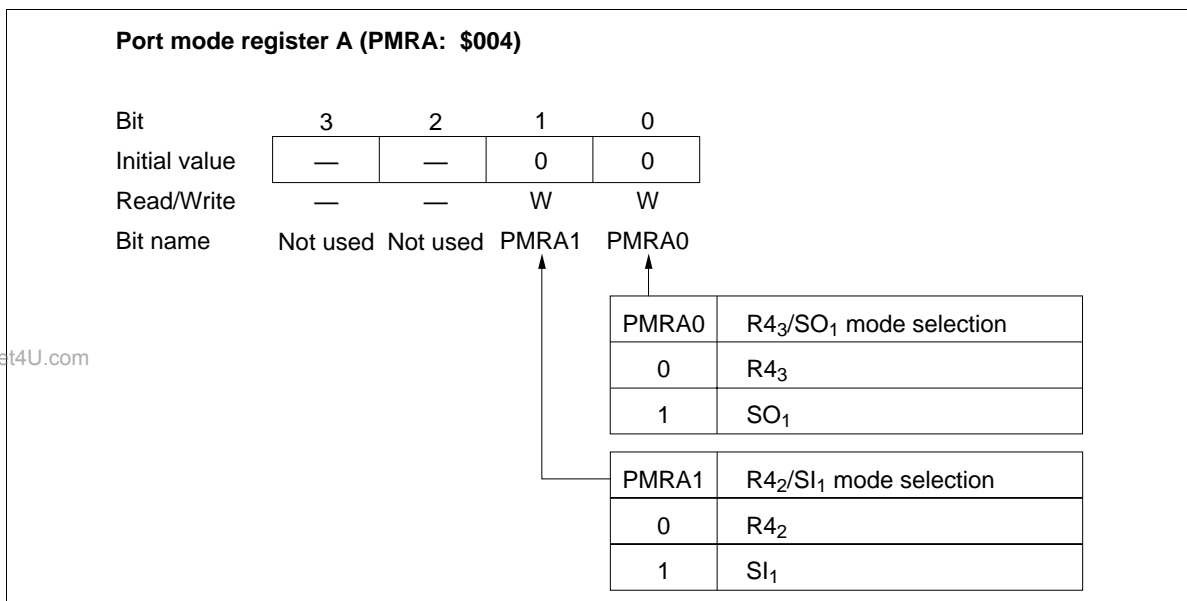 Port mode register A (PMRA: $004)
Bit 3 2 1 0
Initial value — — 0 0
Read/Write — — W W
Bit name Not used Not used PMRA1 PMRA0
PMRA0 R4₃/SO₁ mode selection
0 R4₃
1 SO₁
PMRA1 R4₂/SI₁ mode selection
0 R4₂
1 SI₁
et4U.com